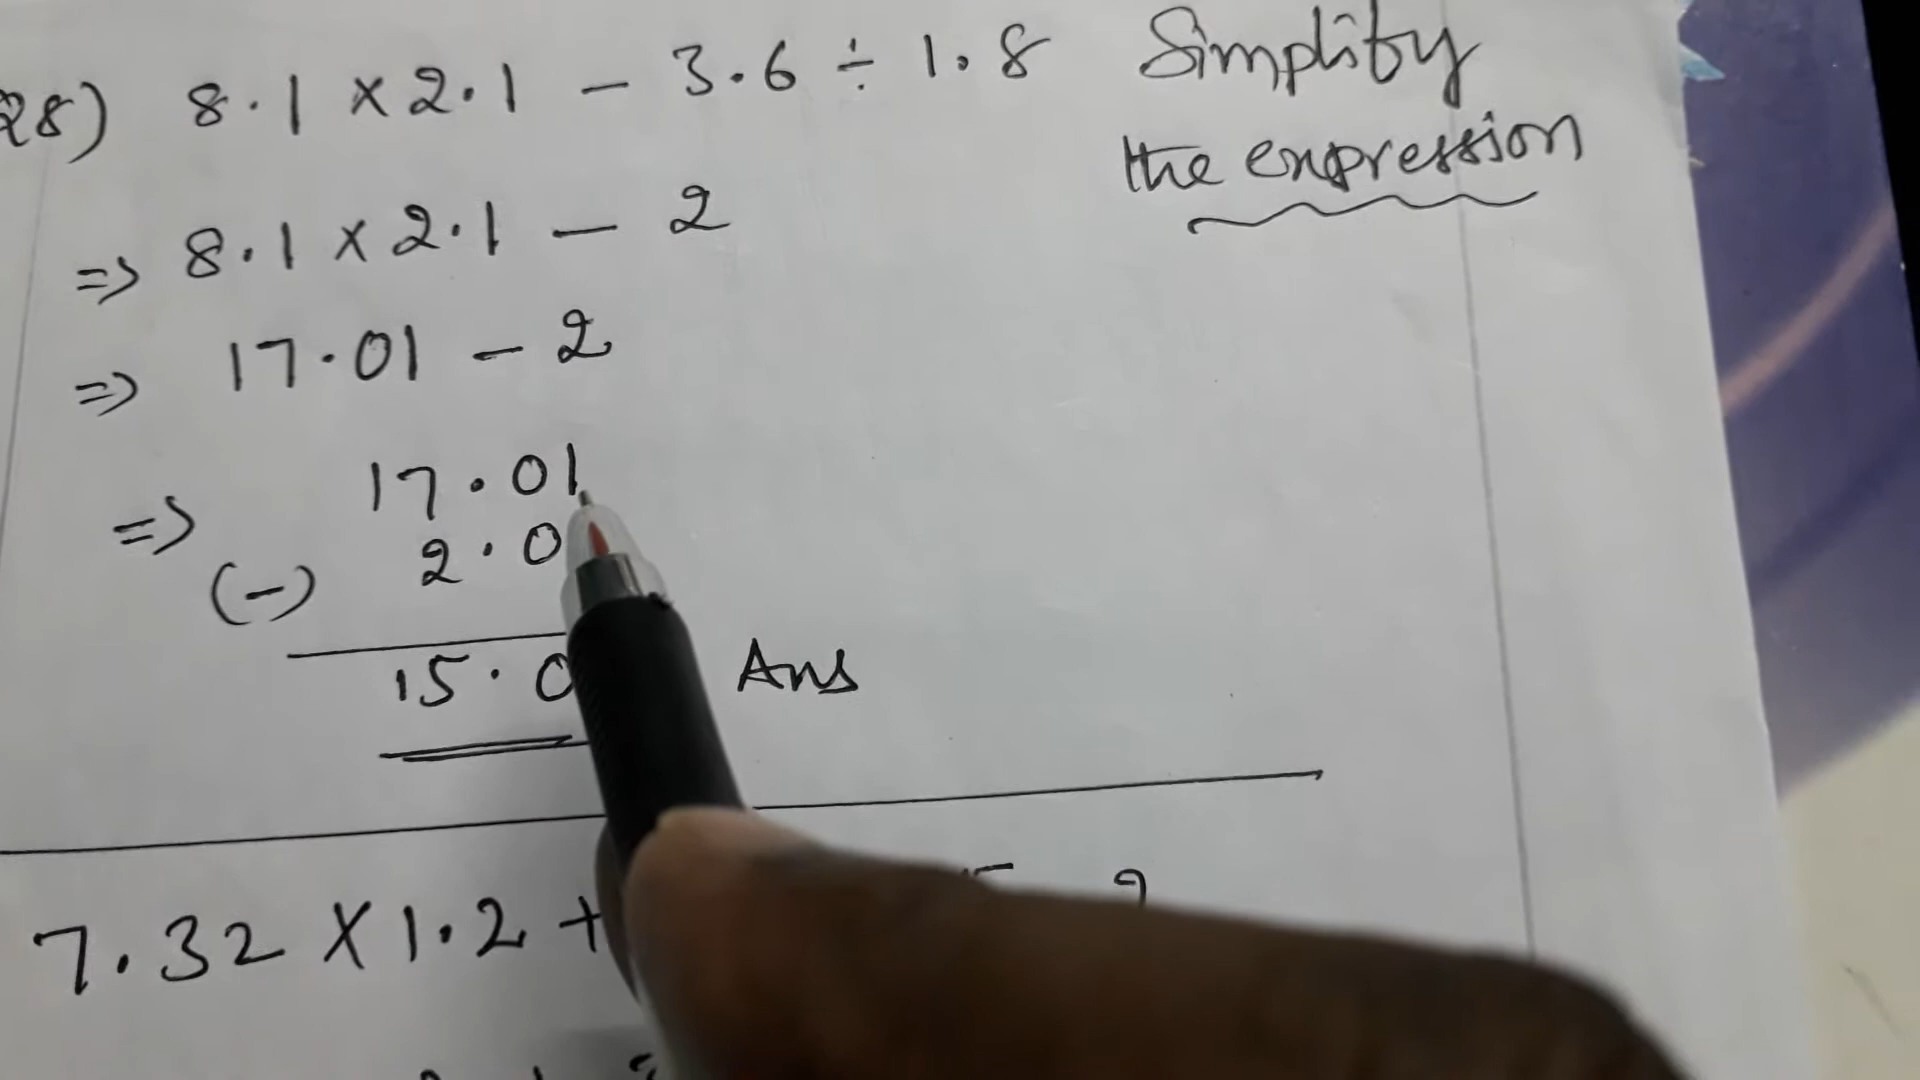 28) 8.1 × 2.1 – 3.6 ÷ 1.8 Simplify
the expression
=> 8.1 × 2.1 – 2
=> 17.01 – 2
=> 17.01
(-) 2.0
15.0 Ans
7.32 × 1.2 +